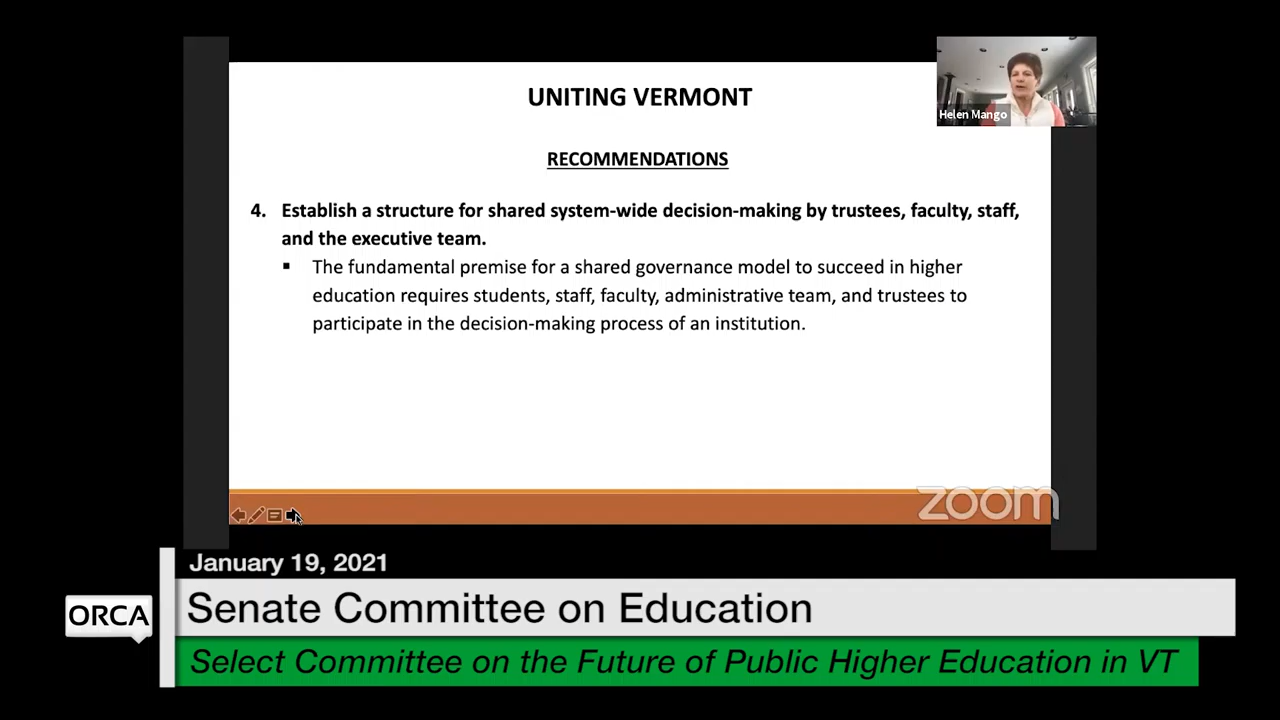 UNITING VERMONT
Helen Mango
RECOMMENDATIONS
4. Establish a structure for shared system-wide decision-making by trustees, faculty, staff,
and the executive team.
▪ The fundamental premise for a shared governance model to succeed in higher
education requires students, staff, faculty, administrative team, and trustees to
participate in the decision-making process of an institution.
zoom
January 19, 2021
ORCA
Senate Committee on Education
Select Committee on the Future of Public Higher Education in VT